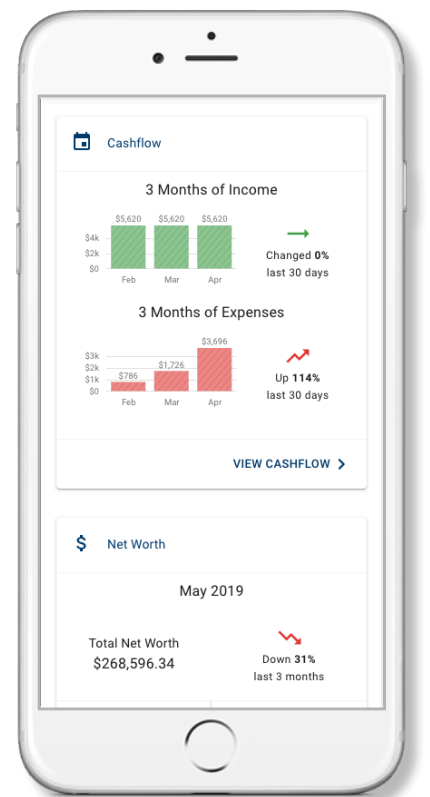 Cashflow
3 Months of Income
$5,620 $5,620 $5,620
$4k
$2k
$0
Feb Mar Apr
Changed 0%
last 30 days
3 Months of Expenses
$3,696
$1,726
$786
$3k
$2k
$1k
$0
Feb Mar Apr
Up 114%
last 30 days
VIEW CASHFLOW
$ Net Worth
May 2019
Total Net Worth
$268,596.34
Down 31%
last 3 months